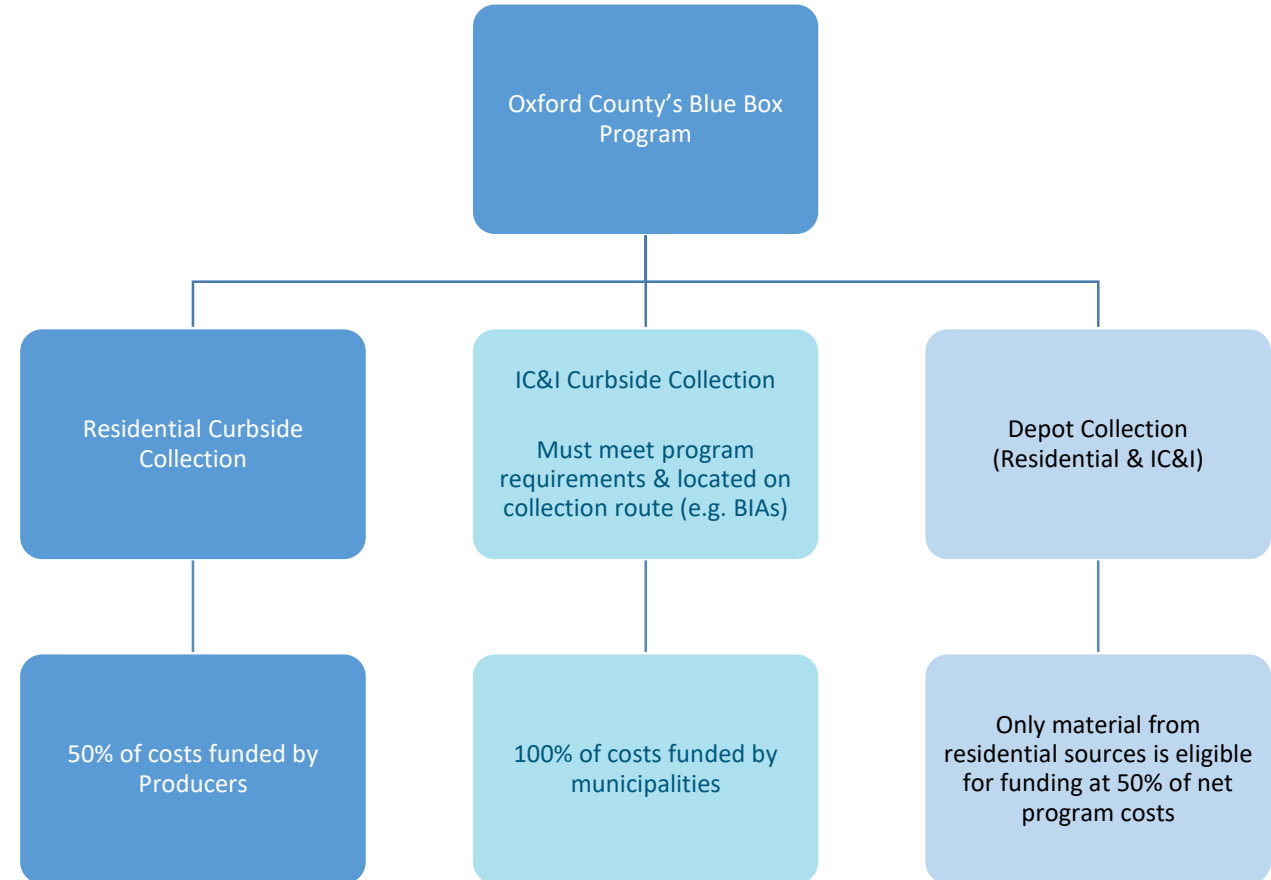 Oxford County’s Blue Box
Program
Residential Curbside
Collection
IC&I Curbside Collection
Must meet program
requirements & located on
collection route (e.g. BIAs)
Depot Collection
(Residential & IC&I)
50% of costs funded by
Producers
100% of costs funded by
municipalities
Only material from
residential sources is eligible
for funding at 50% of net
program costs